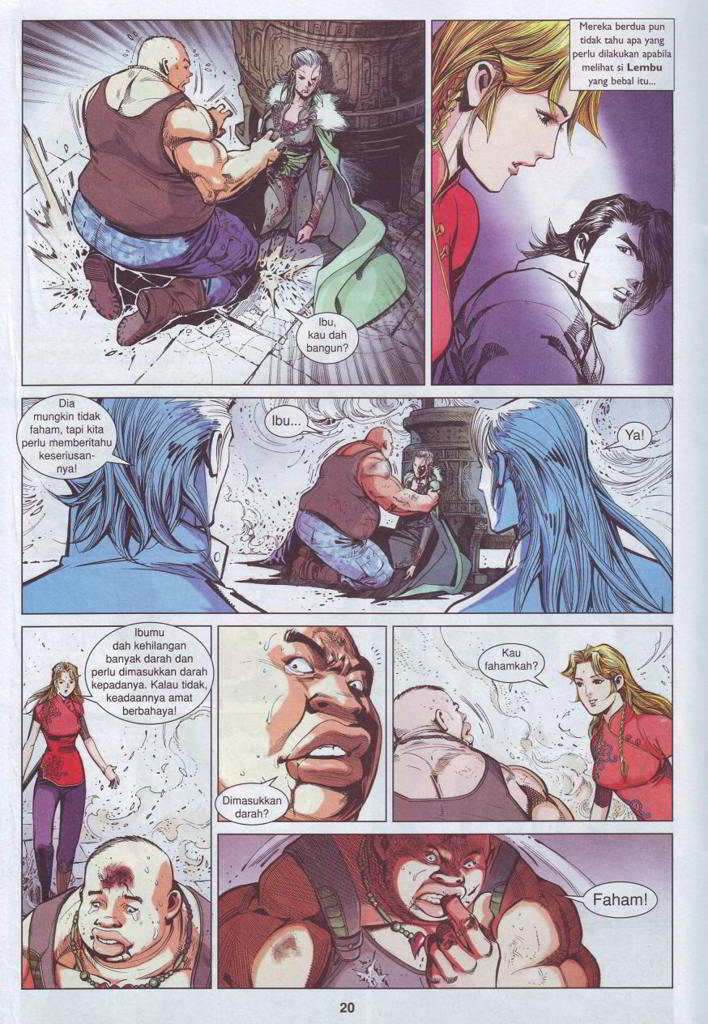 Ibu,
kau dah
bangun?
Mereka berdua pun
tidak tahu apa yang
perlu dilakukan apabila
melihat si Lembu
yang bebal itu...
Dia
mungkin tidak
faham, tapi kita
perlu memberitahu
keseriusan-
nya!
Ibu...
Ya!
Ibumu
dah kehilangan
banyak darah dan
perlu dimasukkan darah
kepadanya. Kalau tidak,
keadaannya amat
berbahaya!
Dimasukkan
darah?
Kau
fahamkah?
Faham!
20